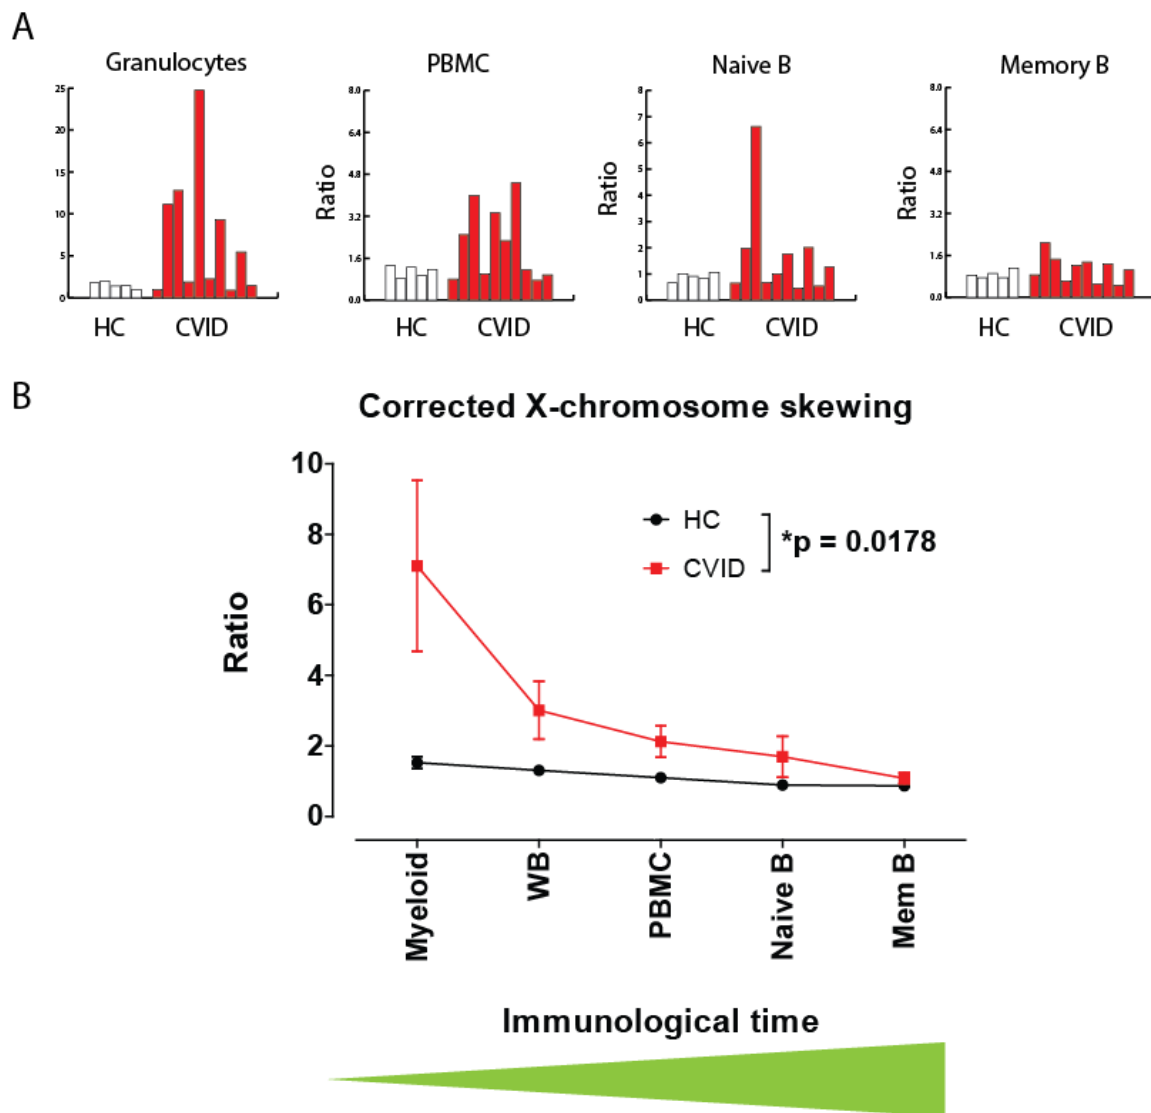 A
Granulocytes
25
20
15
10
5
0
HC CVID
PBMC
Ratio
8.0
6.4
4.8
3.2
1.6
0.0
HC CVID
Naive B
Ratio
8
7
6
5
4
3
2
1
0
HC CVID
Memory B
Ratio
8.0
6.4
4.8
3.2
1.6
0.0
HC CVID
B
Corrected X-chromosome skewing
Ratio
10
8
6
4
2
0
HC
CVID
*p = 0.0178
Myeloid
WB
PBMC
Naive B
Mem B
Immunological time